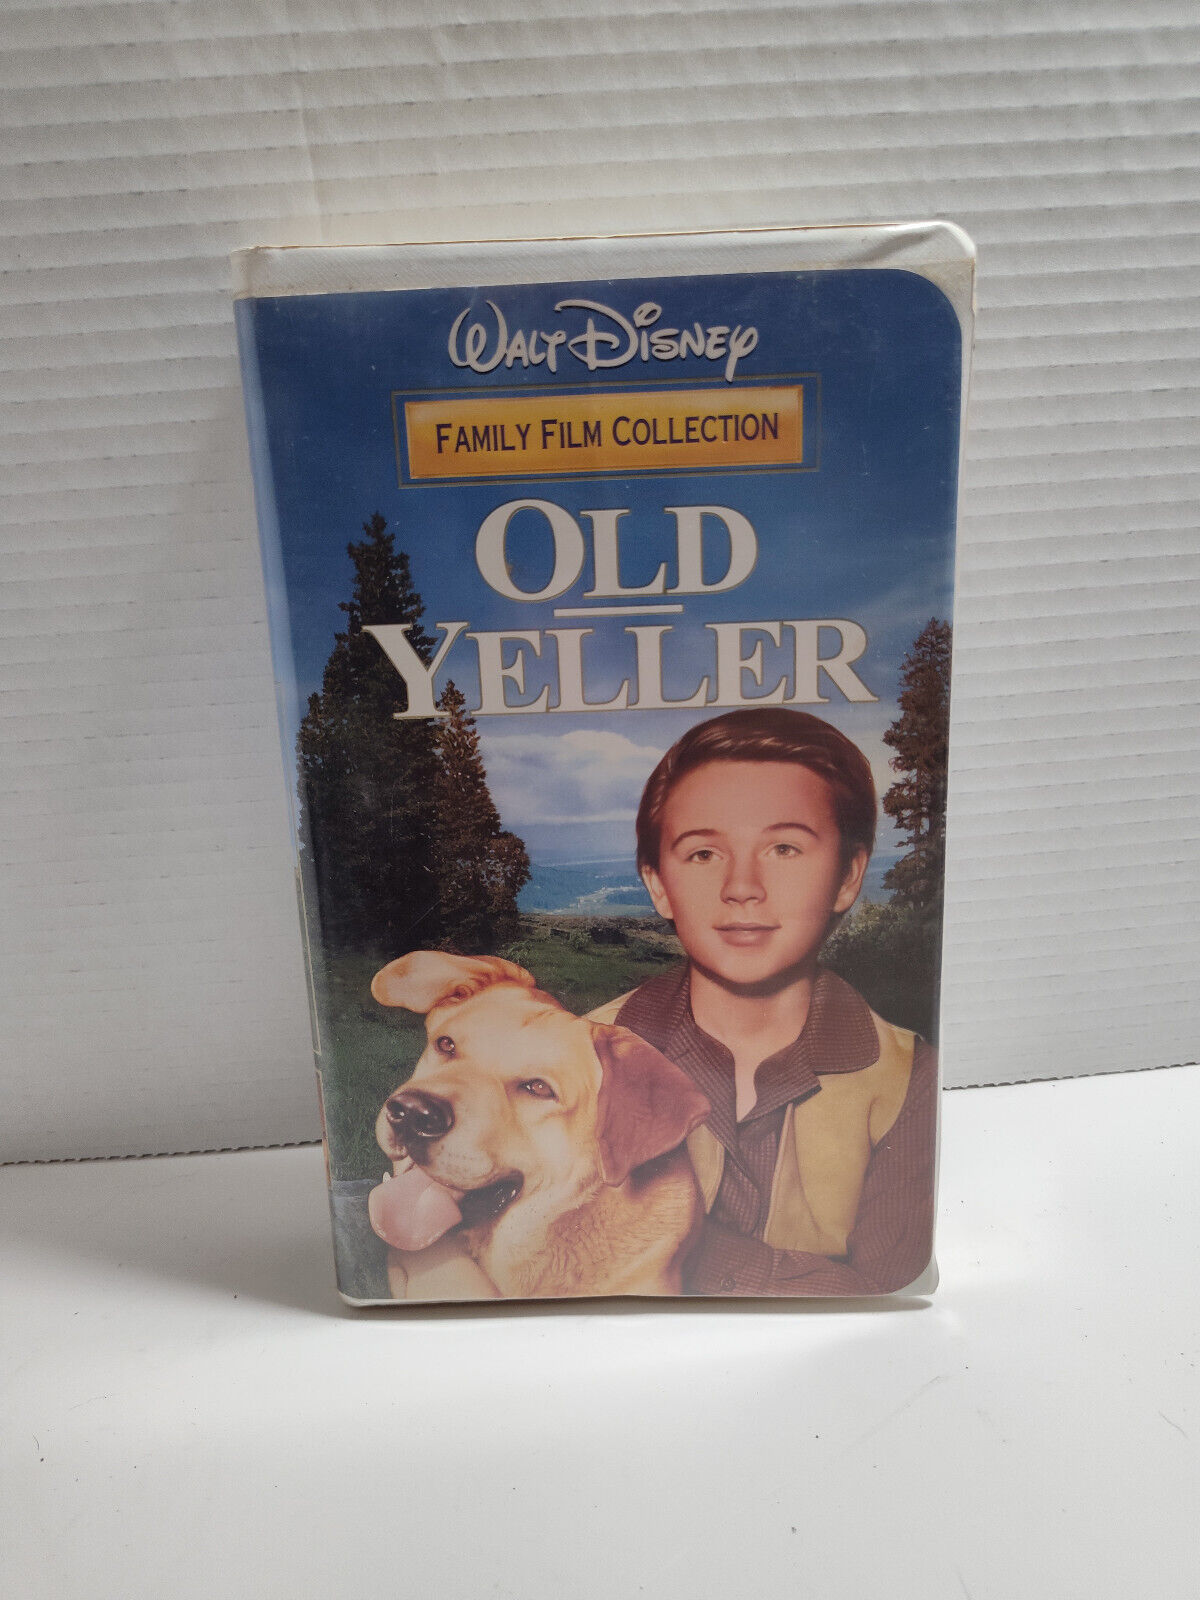 WALT DISNEY
FAMILY FILM COLLECTION
OLD
YELLER